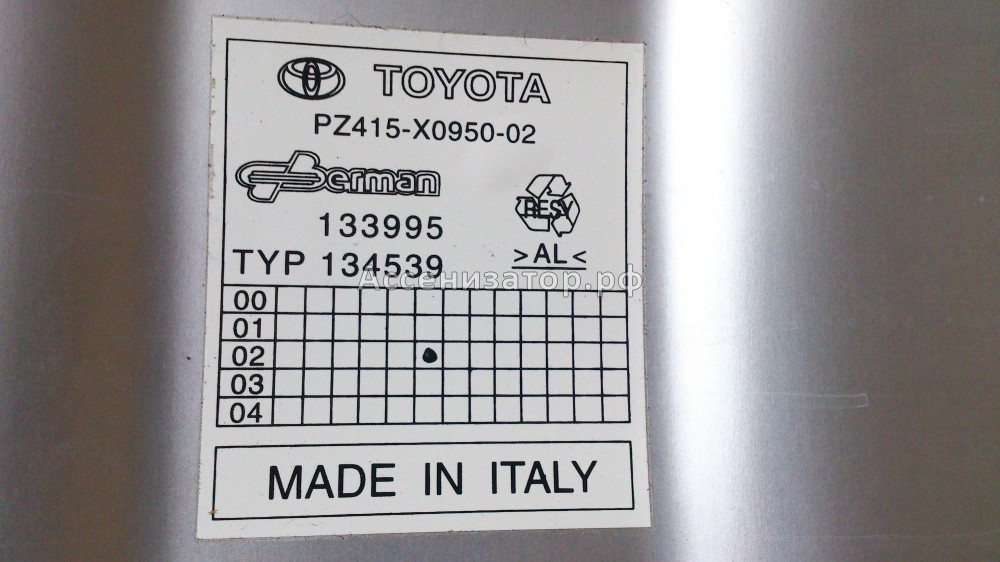 TOYOTA
PZ415-X0950-02
Berman
133995
RESY
TYP 134539
>AL<
Ассенизатор.рф
00
01
02
03
04
MADE IN ITALY